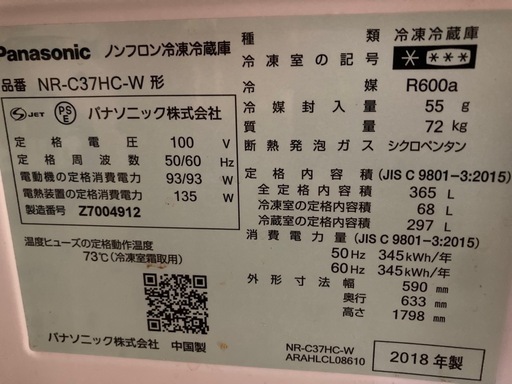 Panasonic ノンフロン冷凍冷蔵庫
品番 NR-C37HC-W 形
S JET PSE パナソニック株式会社
定格電圧 100 V
定格周波数 50/60 Hz
電動機の定格消費電力 93/93 W
電熱装置の定格消費電力 135 W
製造番号 Z7004912
温度ヒューズの定格動作温度
73℃(冷凍室霜取用)
パナソニック株式会社 中国製
種類 冷凍冷蔵庫
冷凍室の記号 * ***
冷媒 R600a
冷媒封入量 55 g
質量 72 kg
断熱発泡ガス シクロペンタン
定格内容積 (JIS C 9801-3:2015)
全定格内容積 365 L
冷凍室の定格内容積 68 L
冷蔵室の定格内容積 297 L
消費電力量 (JIS C 9801-3:2015)
50 Hz 345 kWh/年
60 Hz 345 kWh/年
外形寸法 幅 590 mm
奥行 633 mm
高さ 1798 mm
NR-C37HC-W
ARAHLCL08610
2018 年製